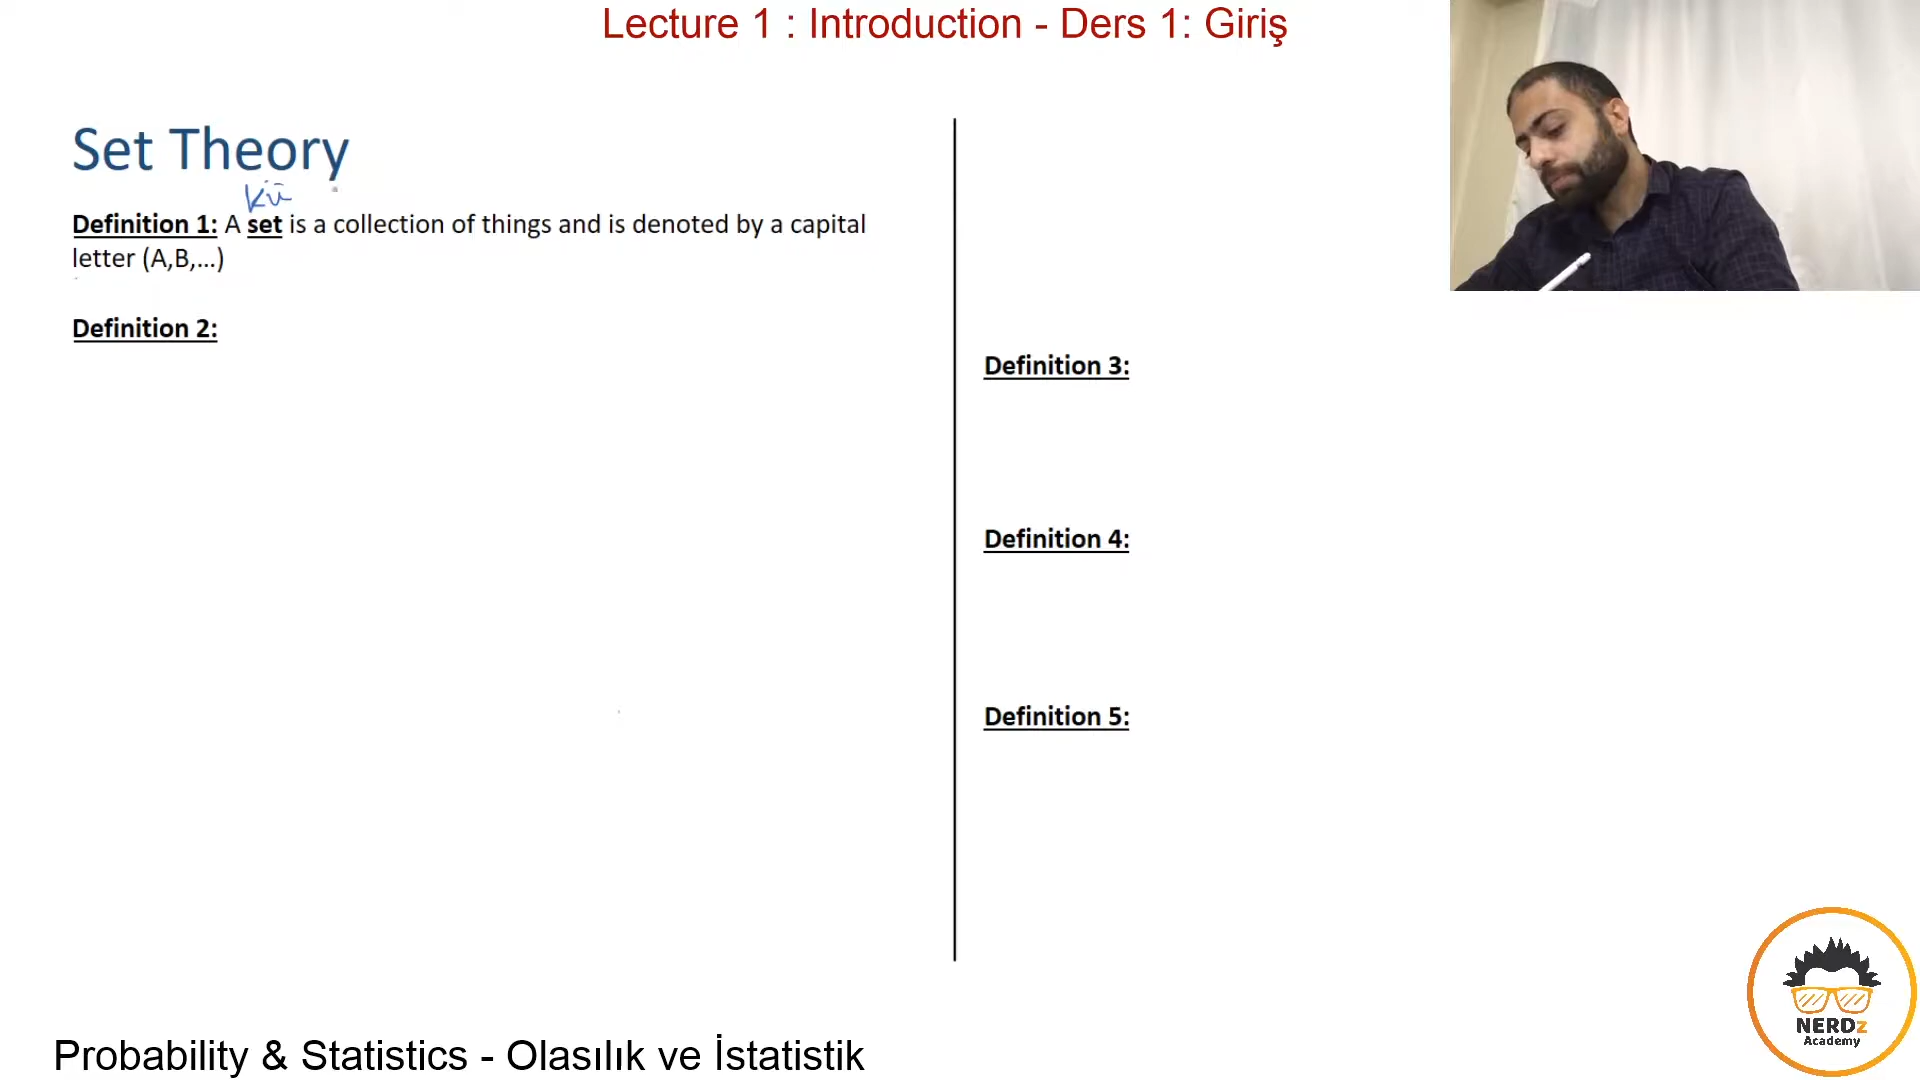 Lecture 1 : Introduction - Ders 1: Giriş
Set Theory
Kü
Definition 1: A set is a collection of things and is denoted by a capital
letter (A,B,...)
Definition 2:
Definition 3:
Definition 4:
Definition 5:
NERDz
Academy
Probability & Statistics - Olasılık ve İstatistik